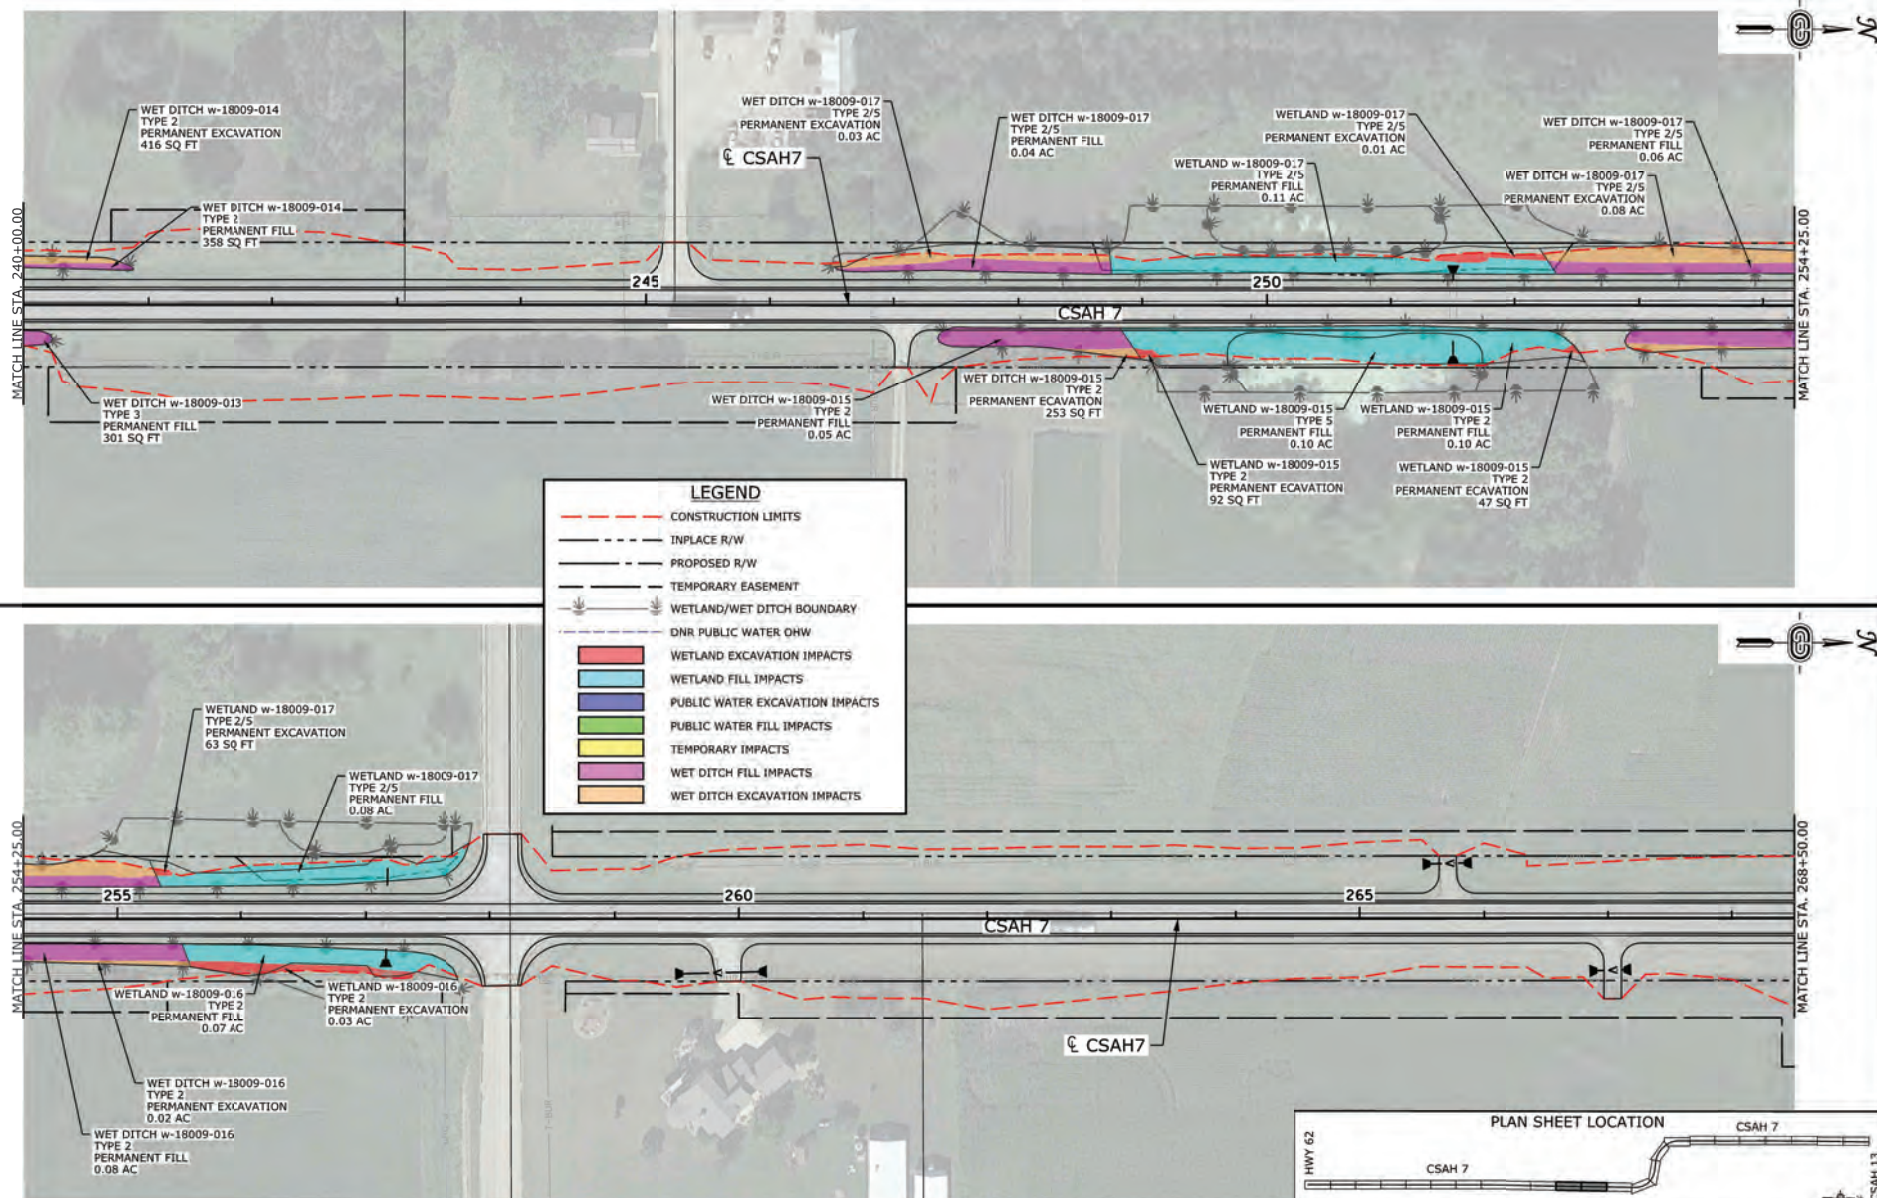 WET DITCH w-18009-014
TYPE 2
PERMANENT EXCAVATION
416 SQ FT
WET DITCH w-18009-014
TYPE 2
PERMANENT FILL
358 SQ FT
WET DITCH w-18009-017
TYPE 2/5
PERMANENT EXCAVATION
0.03 AC
℄ CSAH7
WET DITCH w-18009-017
TYPE 2/5
PERMANENT FILL
0.04 AC
WETLAND w-18009-017
TYPE 2/5
PERMANENT EXCAVATION
0.01 AC
WETLAND w-18009-017
TYPE 2/5
PERMANENT FILL
0.11 AC
WET DITCH w-18009-017
TYPE 2/5
PERMANENT FILL
0.06 AC
WET DITCH w-18009-017
TYPE 2/5
PERMANENT EXCAVATION
0.08 AC
N
MATCH LINE STA. 240+00.00
245
250
CSAH 7
MATCH LINE STA. 254+25.00
WET DITCH w-18009-013
TYPE 3
PERMANENT FILL
301 SQ FT
WET DITCH w-18009-015
TYPE 2
PERMANENT FILL
0.05 AC
WET DITCH w-18009-015
TYPE 2
PERMANENT ECAVATION
253 SQ FT
WETLAND w-18009-015
TYPE 5
PERMANENT FILL
0.10 AC
WETLAND w-18009-015
TYPE 2
PERMANENT FILL
0.10 AC
WETLAND w-18009-015
TYPE 2
PERMANENT ECAVATION
92 SQ FT
WETLAND w-18009-015
TYPE 2
PERMANENT ECAVATION
47 SQ FT
LEGEND
CONSTRUCTION LIMITS
INPLACE R/W
PROPOSED R/W
TEMPORARY EASEMENT
WETLAND/WET DITCH BOUNDARY
DNR PUBLIC WATER OHW
WETLAND EXCAVATION IMPACTS
WETLAND FILL IMPACTS
PUBLIC WATER EXCAVATION IMPACTS
PUBLIC WATER FILL IMPACTS
TEMPORARY IMPACTS
WET DITCH FILL IMPACTS
WET DITCH EXCAVATION IMPACTS
N
WETLAND w-18009-017
TYPE 2/5
PERMANENT EXCAVATION
63 SQ FT
WETLAND w-18009-017
TYPE 2/5
PERMANENT FILL
0.08 AC
MATCH LINE STA. 254+25.00
255
260
265
CSAH 7
MATCH LINE STA. 268+50.00
WETLAND w-18009-016
TYPE 2
PERMANENT FILL
0.07 AC
WETLAND w-18009-016
TYPE 2
PERMANENT EXCAVATION
0.03 AC
℄ CSAH7
WET DITCH w-18009-016
TYPE 2
PERMANENT EXCAVATION
0.02 AC
WET DITCH w-18009-016
TYPE 2
PERMANENT FILL
0.08 AC
PLAN SHEET LOCATION
HWY 62
CSAH 7
CSAH 7
CSAH 13